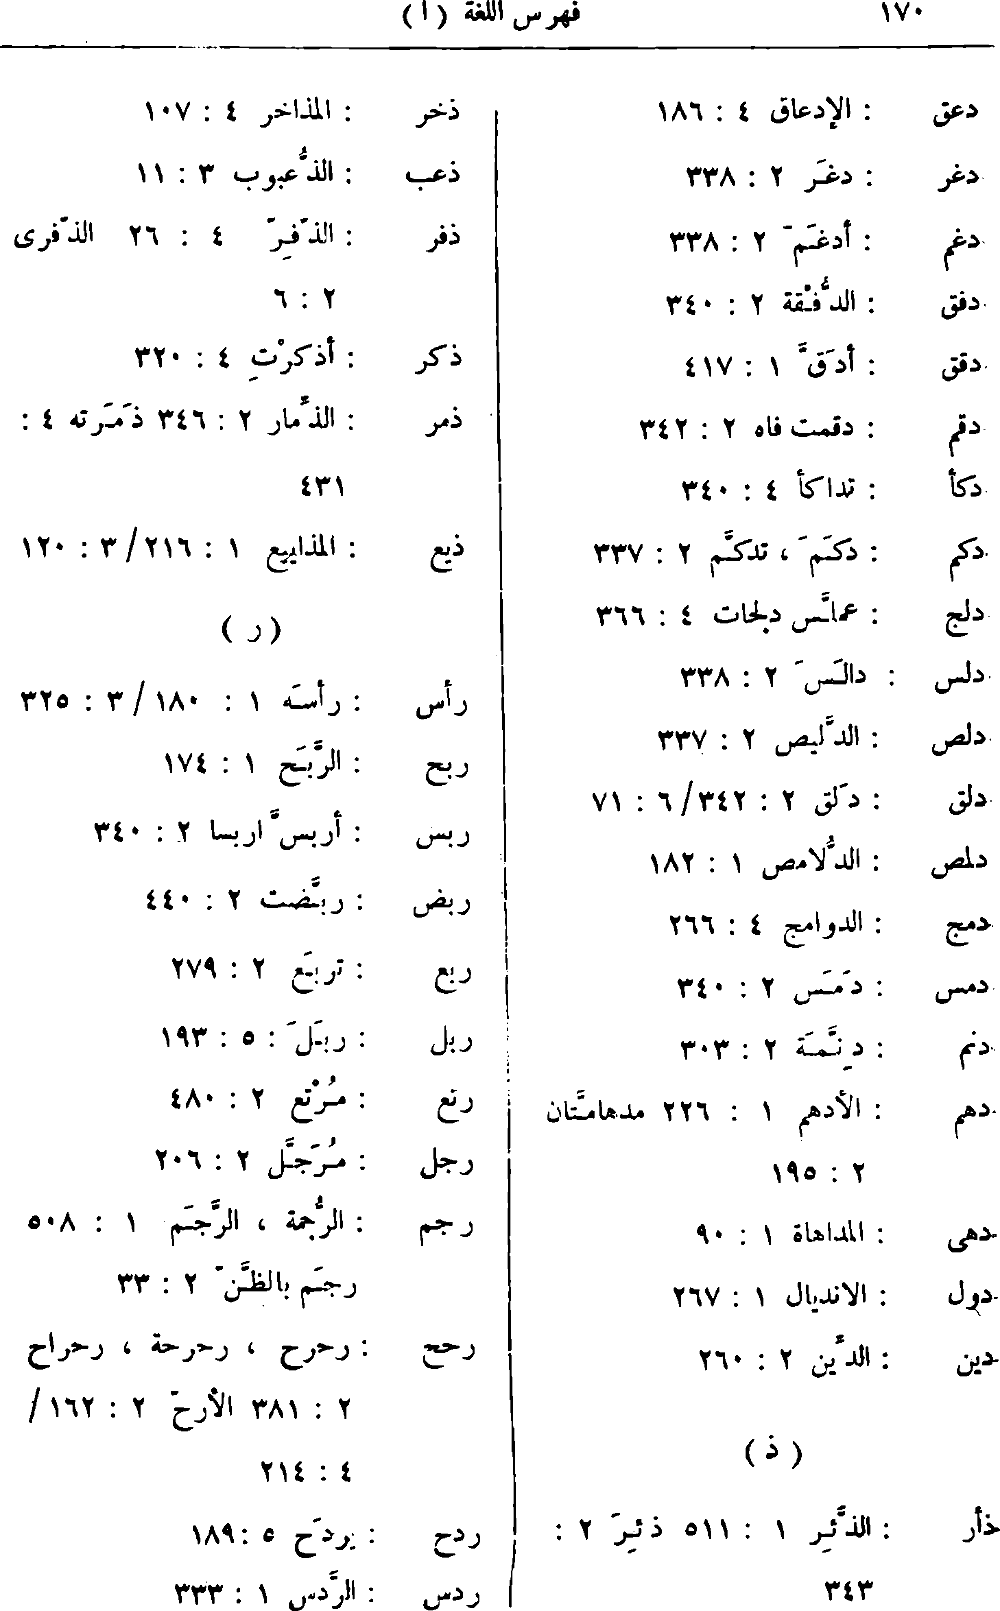 ١٧٠
فهرس اللغة ( أ )
دعق : الإدعاق ٤ : ١٨٦
دغر : دغَر ٢ : ٣٣٨
دغم : أدغَمَ ٢ : ٣٣٨
دفق : الدُّفْقة ٢ : ٣٤٠
دقق : أدَقَّ ١ : ٤١٧
دقم : دقمت فاه ٢ : ٣٤٢
دكأ : تداكأ ٤ : ٣٤٠
دكم : دكَمَ ، تدكَّم ٢ : ٣٣٧
دلج : عملَّس دلجات ٤ : ٣٦٦
دلس : دالَسَ ٢ : ٣٣٨
دلص : الدَّليص ٢ : ٣٣٧
دلق : دَلق ٢ : ٣٤٢/ ٦ : ٧١
دلمص : الدُّلامص ١ : ١٨٢
دمج : الدوامج ٤ : ٢٦٦
دمس : دَمَس ٢ : ٣٤٠
دنم : دِنَّمَة ٢ : ٣٠٣
دهم : الأدهم ١ : ٢٢٦ مدهامَّتان
٢ : ١٩٥
دهى : المداهاة ١ : ٩٠
دول : الانديال ١ : ٢٦٧
دين : الدَّين ٢ : ٢٦٠
( ذ )
ذأر : الذَّئِر ١ : ٥١١ ذئِرَ ٢ :
٣٤٣
ذخر : المذاخر ٤ : ١٠٧
ذعب : الذُّعبوب ٣ : ١١
ذفر : الذَّفِرّ ٤ : ٢٦ الذِّفرى
٢ : ٦
ذكر : أذكرْتِ ٤ : ٣٢٠
ذمر : الذِّمار ٢ : ٣٤٦ ذَمَرته ٤ :
٤٣١
ذيع : المذاييع ١ : ٢١٦/ ٣ : ١٢٠
( ر )
رأس : رأسَه ١ : ١٨٠ / ٣ : ٣٢٥
ربح : الرَّبَح ١ : ١٧٤
ربس : أربسَّ اربسا ٢ : ٣٤٠
ربض : ربَّضت ٢ : ٤٤٠
ربع : تربَع ٢ : ٢٧٩
ربل : ربَلَ : ٥ : ١٩٣
رتع : مُرْتع ٢ : ٤٨٠
رجل : مُرَجَّل ٢ : ٢٠٦
رجم : الرُّجمة ، الرَّجَم ١ : ٥٠٨
رجَم بالظَّنّ ٢ : ٣٣
رحح : رحرح ، رحرحة ، رحراح
٢ : ٣٨١ الأرحّ ٢ : ١٦٢/
٤ : ٢١٤
ردح : يردَح ٥ :١٨٩
ردس : الرَّدس ١ : ٣٣٣